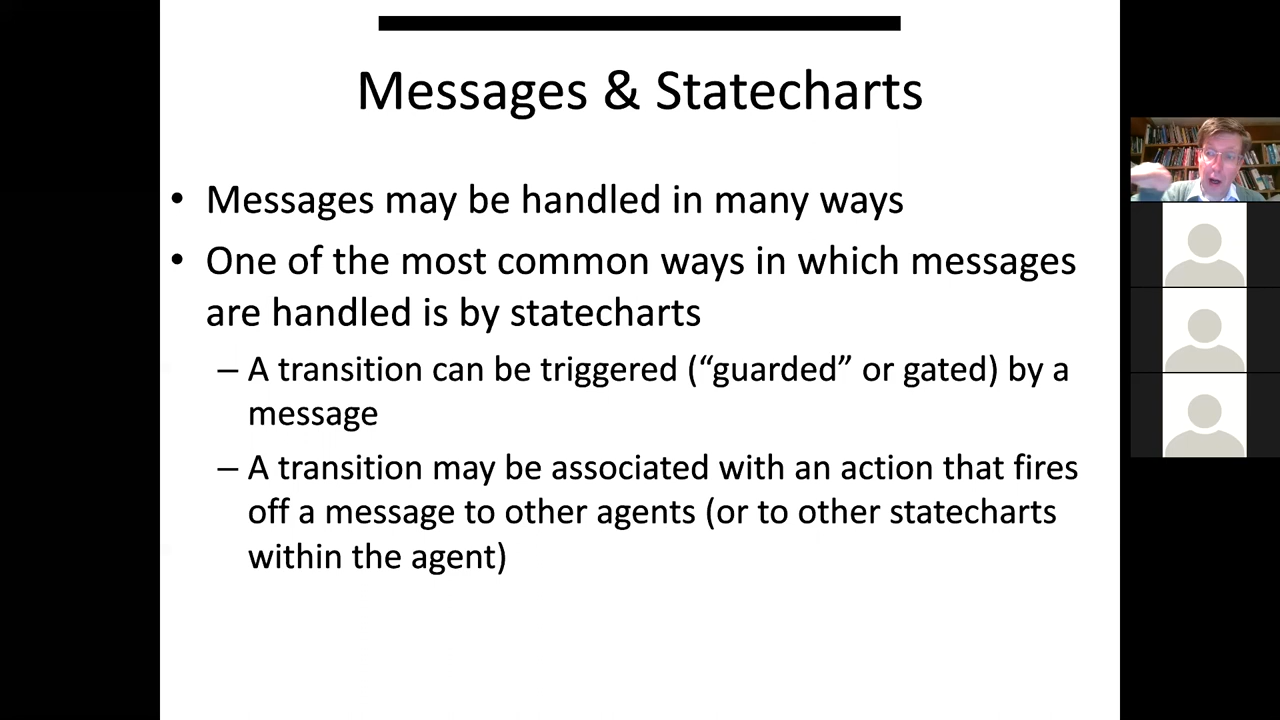 Messages & Statecharts
• Messages may be handled in many ways
• One of the most common ways in which messages
are handled is by statecharts
– A transition can be triggered (“guarded” or gated) by a
message
– A transition may be associated with an action that fires
off a message to other agents (or to other statecharts
within the agent)